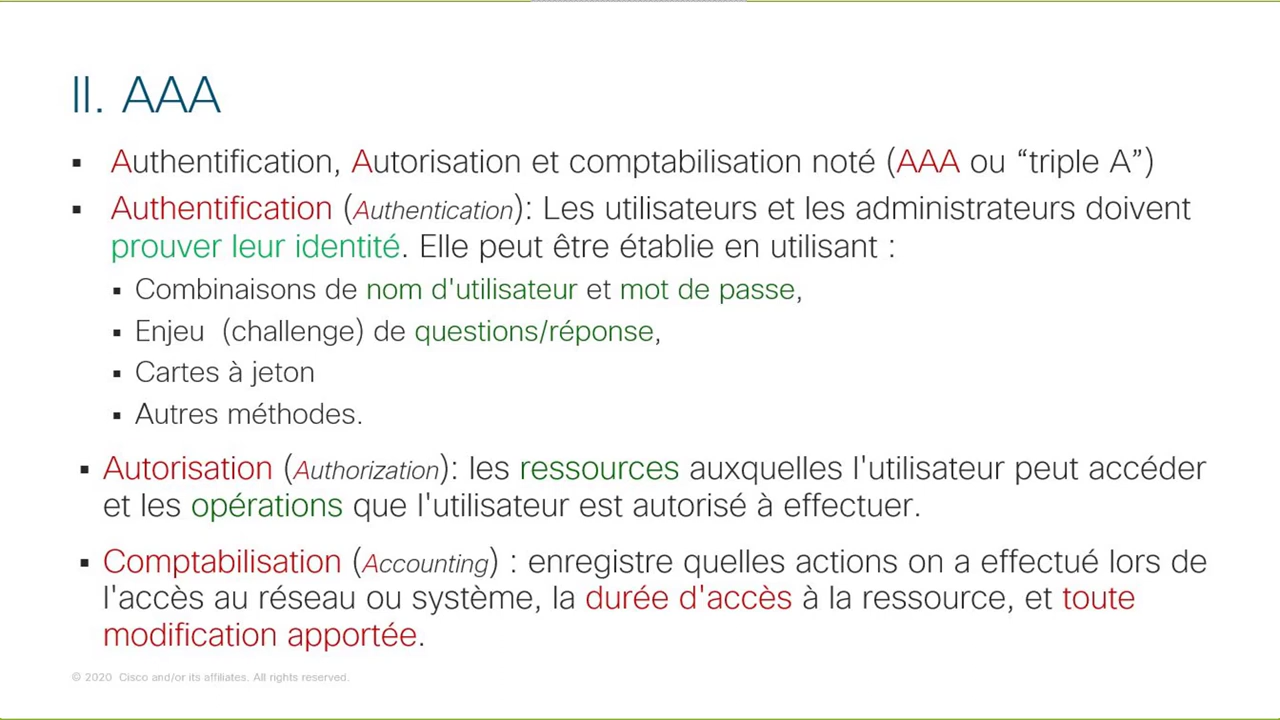 II. AAA
▪ Authentification, Autorisation et comptabilisation noté (AAA ou “triple A”)
▪ Authentification (Authentication): Les utilisateurs et les administrateurs doivent
prouver leur identité. Elle peut être établie en utilisant :
▪ Combinaisons de nom d'utilisateur et mot de passe,
▪ Enjeu (challenge) de questions/réponse,
▪ Cartes à jeton
▪ Autres méthodes.
▪ Autorisation (Authorization): les ressources auxquelles l'utilisateur peut accéder
et les opérations que l'utilisateur est autorisé à effectuer.
▪ Comptabilisation (Accounting) : enregistre quelles actions on a effectué lors de
l'accès au réseau ou système, la durée d'accès à la ressource, et toute
modification apportée.
© 2020 Cisco and/or its affiliates. All rights reserved.